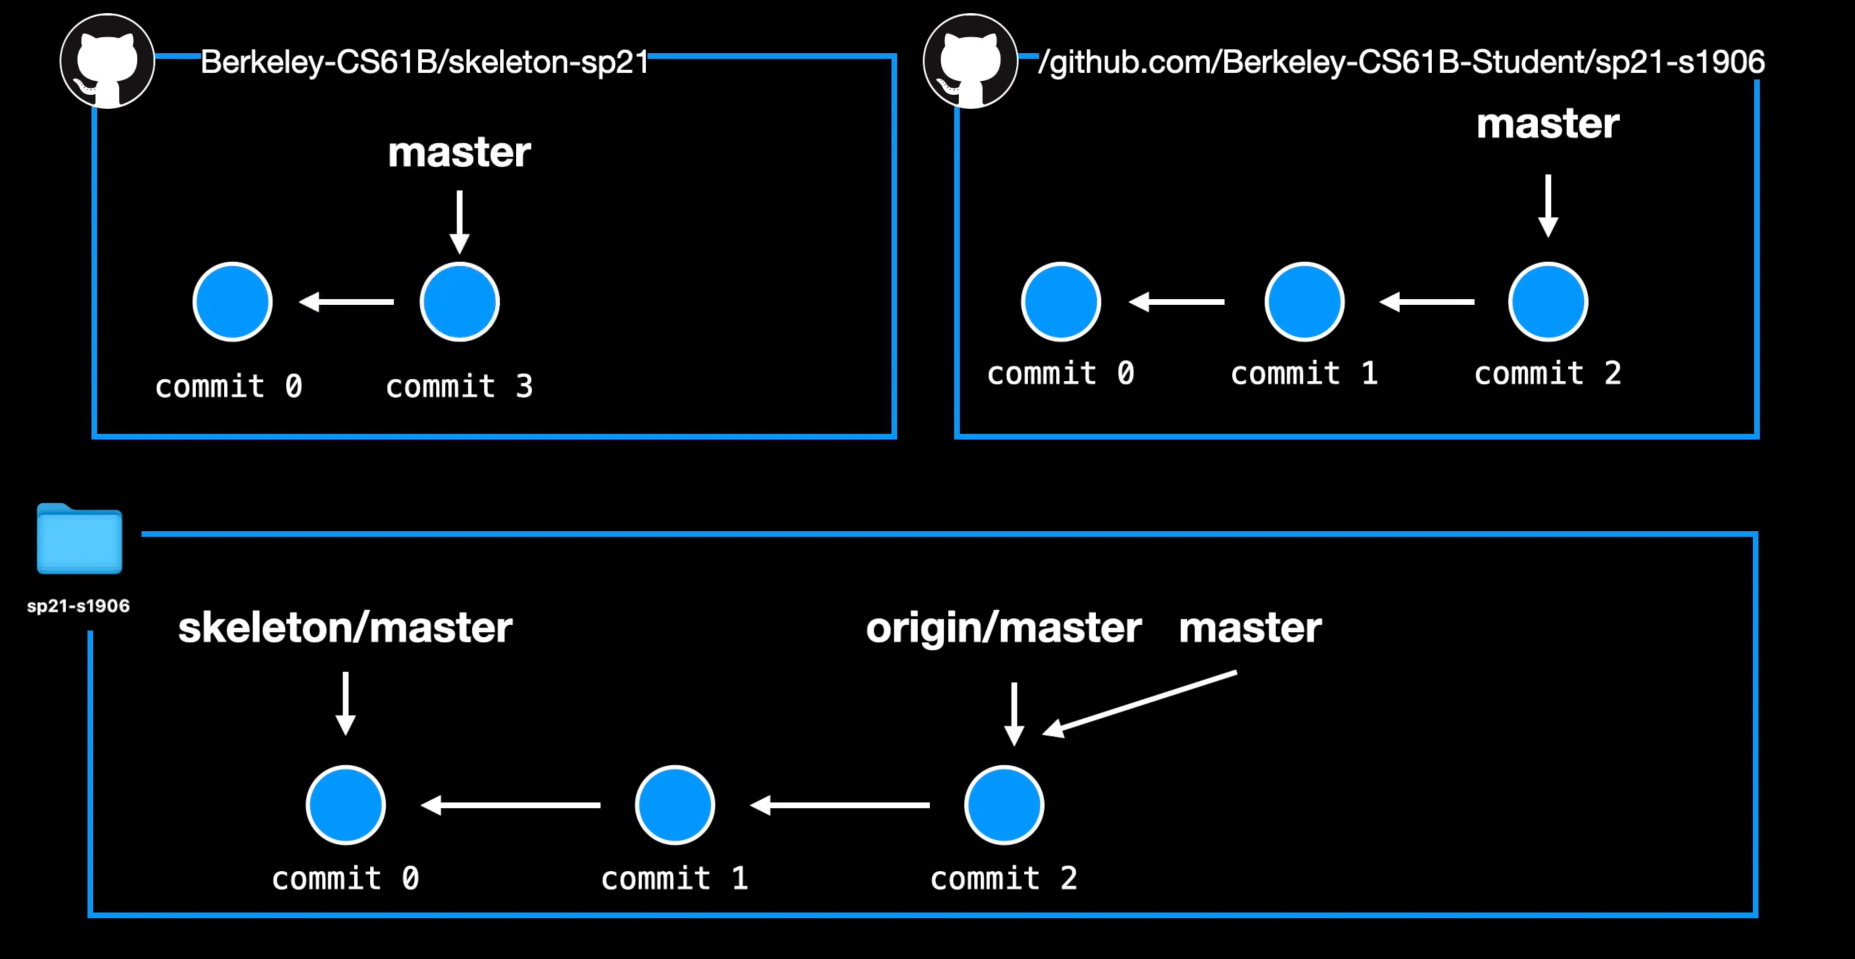 Berkeley-CS61B/skeleton-sp21
master
commit 0
commit 3
/github.com/Berkeley-CS61B-Student/sp21-s1906
master
commit 0
commit 1
commit 2
sp21-s1906
skeleton/master
origin/master
master
commit 0
commit 1
commit 2